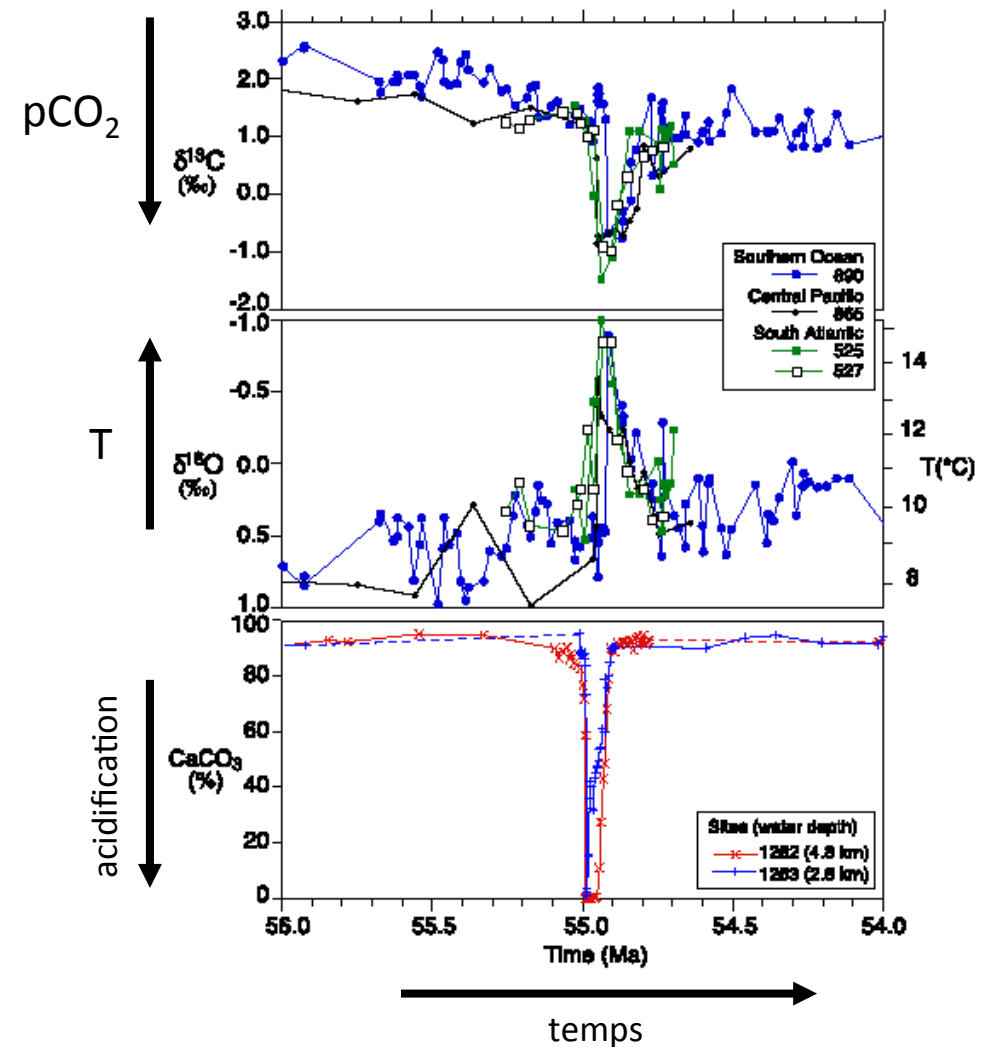 pCO₂
δ¹³C
(‰)
3.0
2.0
1.0
0.0
-1.0
-2.0
Southern Ocean
690
Central Pacific
865
South Atlantic
525
527
T
δ¹⁸O
(‰)
-1.0
-0.5
0.0
0.5
1.0
14
12
10
8
T(°C)
acidification
CaCO₃
(%)
100
80
60
40
20
0
Sites (water depth)
1262 (4.8 km)
1263 (2.6 km)
56.0 55.5 55.0 54.5 54.0
Time (Ma)
temps